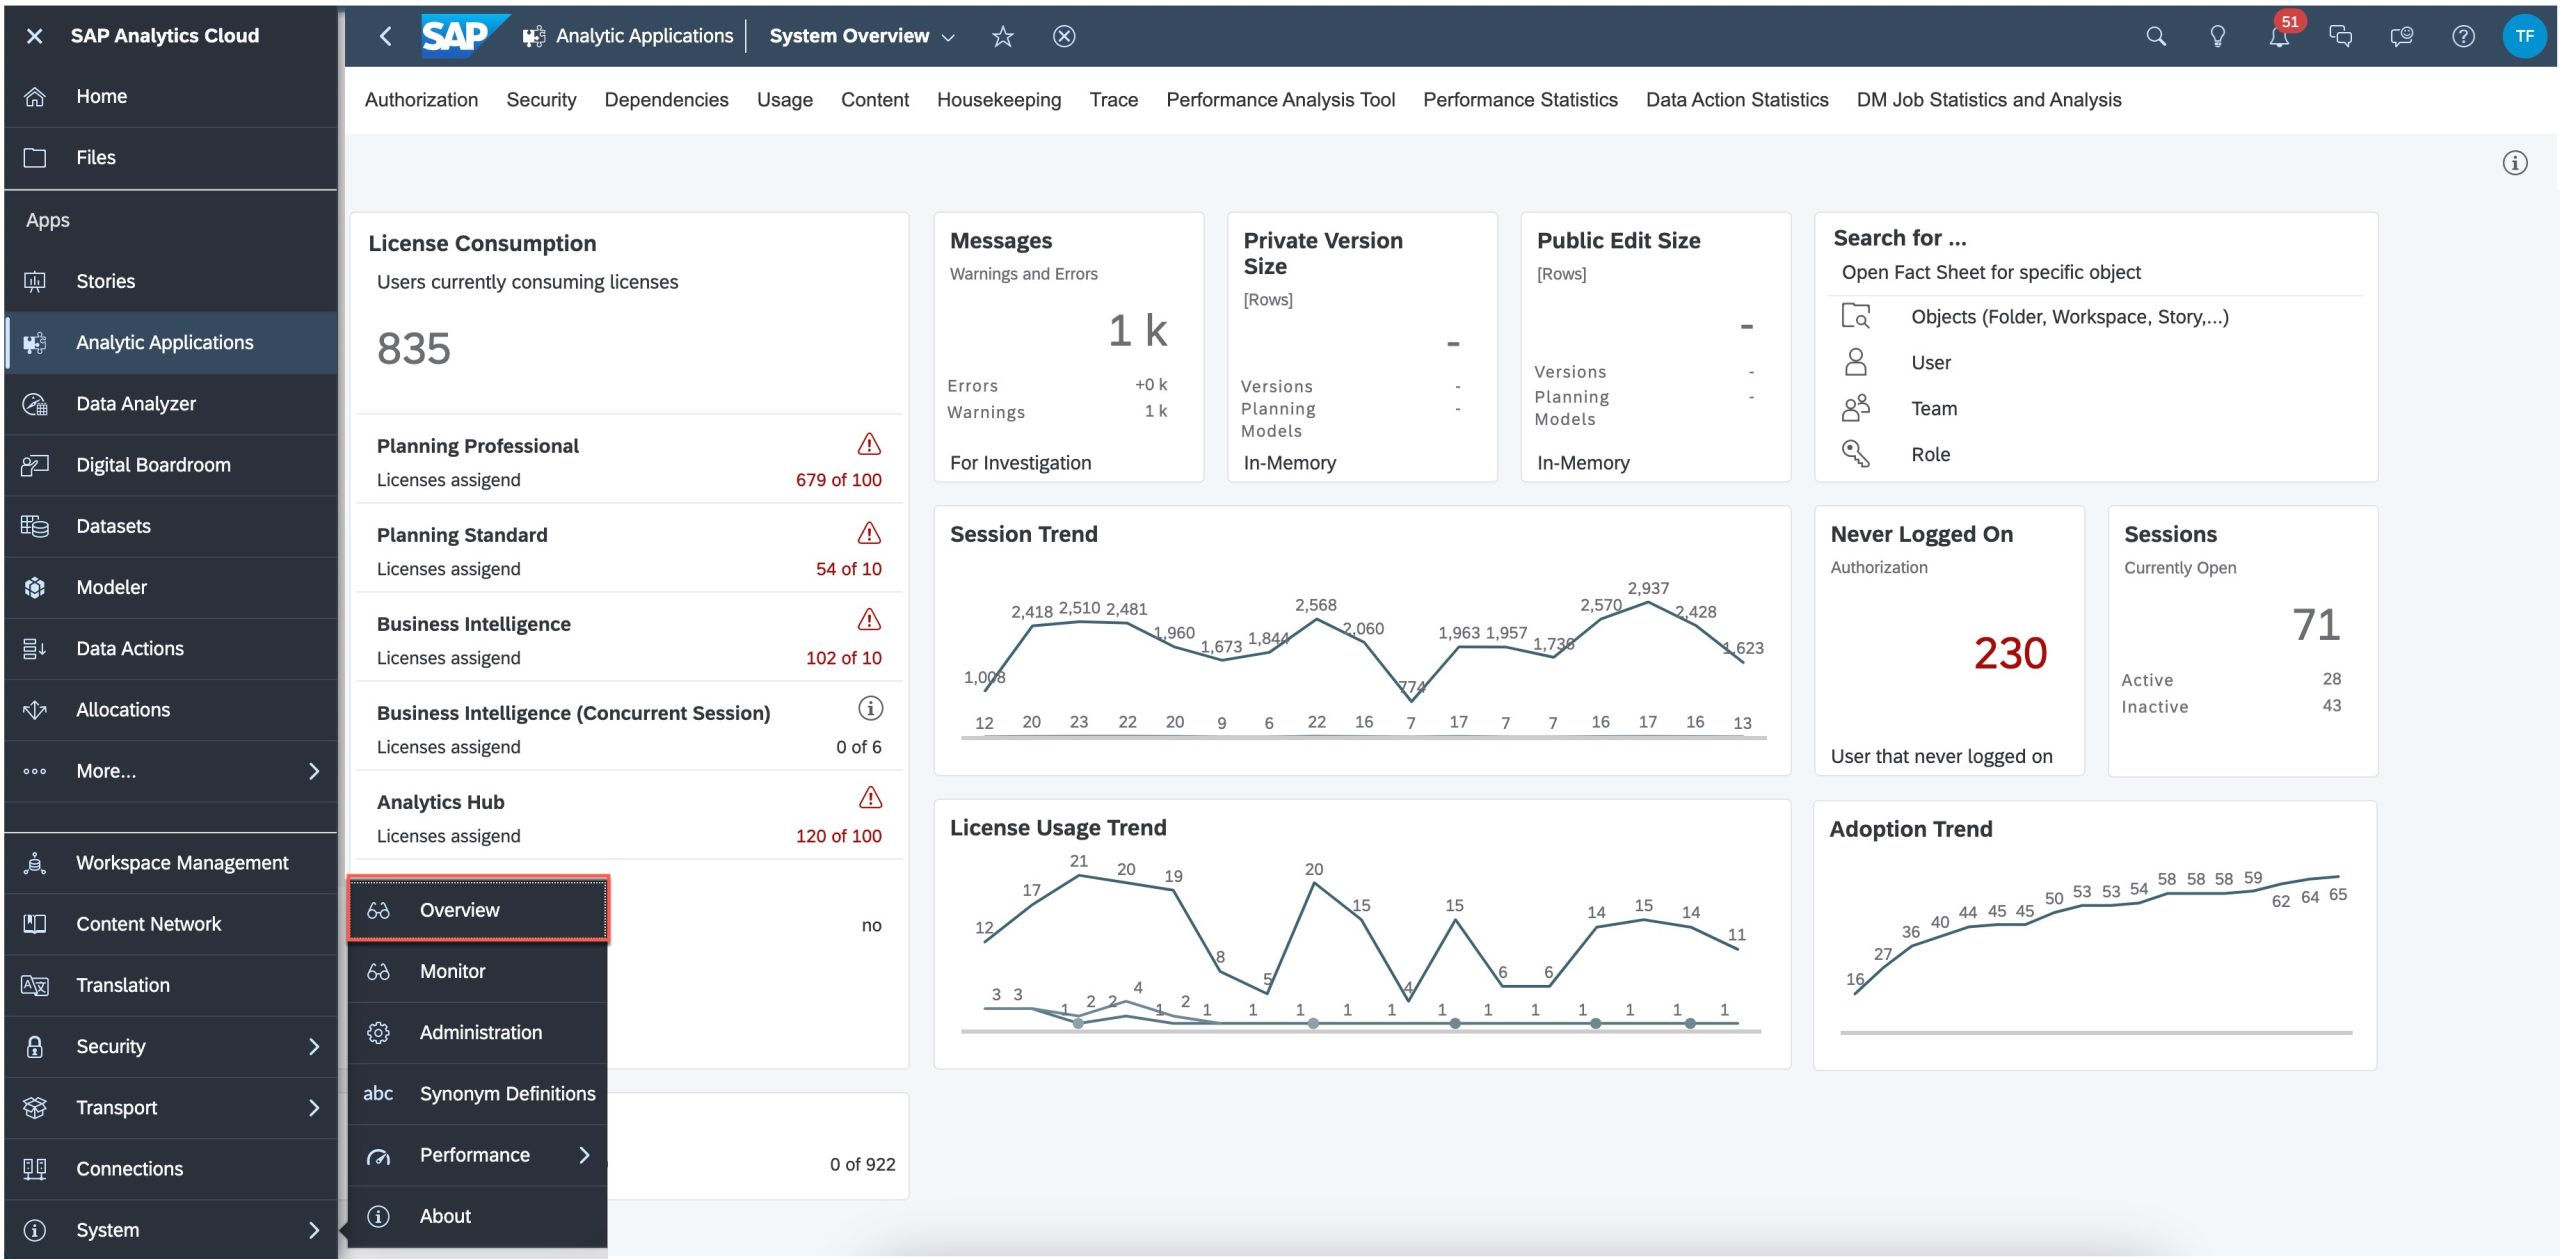 SAP Analytics Cloud
Home
Files
Apps
Stories
Analytic Applications
Data Analyzer
Digital Boardroom
Datasets
Modeler
Data Actions
Allocations
More...
Workspace Management
Content Network
Translation
Security
Transport
Connections
System
Overview
Monitor
Administration
abc Synonym Definitions
Performance
About
SAP Analytic Applications System Overview 51 TF
Authorization Security Dependencies Usage Content Housekeeping Trace Performance Analysis Tool Performance Statistics Data Action Statistics DM Job Statistics and Analysis
License Consumption
Users currently consuming licenses
835
Planning Professional
Licenses assigend 679 of 100
Planning Standard
Licenses assigend 54 of 10
Business Intelligence
Licenses assigend 102 of 10
Business Intelligence (Concurrent Session)
Licenses assigend 0 of 6
Analytics Hub
Licenses assigend 120 of 100
no
0 of 922
Messages
Warnings and Errors
1 k
Errors +0 k
Warnings 1 k
For Investigation
Private Version
Size
[Rows]
-
Versions -
Planning -
Models
In-Memory
Public Edit Size
[Rows]
-
Versions -
Planning -
Models
In-Memory
Search for ...
Open Fact Sheet for specific object
Objects (Folder, Workspace, Story,...)
User
Team
Role
Session Trend
1,008 2,418 2,510 2,481 1,960 1,673 1,844 2,568 2,060 774 1,963 1,957 1,736 2,570 2,937 2,428 1,623
12 20 23 22 20 9 6 22 16 7 17 7 7 16 17 16 13
Never Logged On
Authorization
230
User that never logged on
Sessions
Currently Open
71
Active 28
Inactive 43
License Usage Trend
12 17 21 20 19 8 5 20 15 4 15 6 6 14 15 14 11
3 3 1 2 2 4 1 2 1 1 1 1 1 1 1 1 1 1 1 1
Adoption Trend
16 27 36 40 44 45 45 50 53 53 54 58 58 58 59 62 64 65